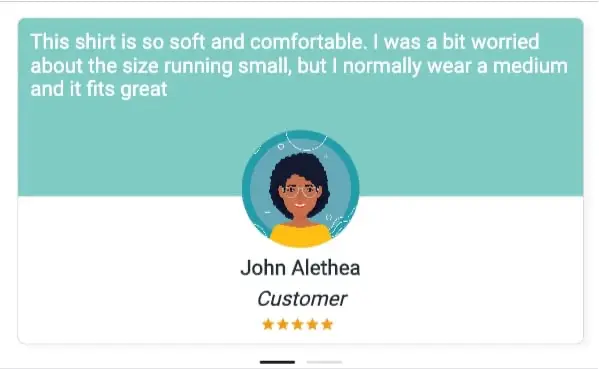 This shirt is so soft and comfortable. I was a bit worried
about the size running small, but I normally wear a medium
and it fits great
John Alethea
Customer